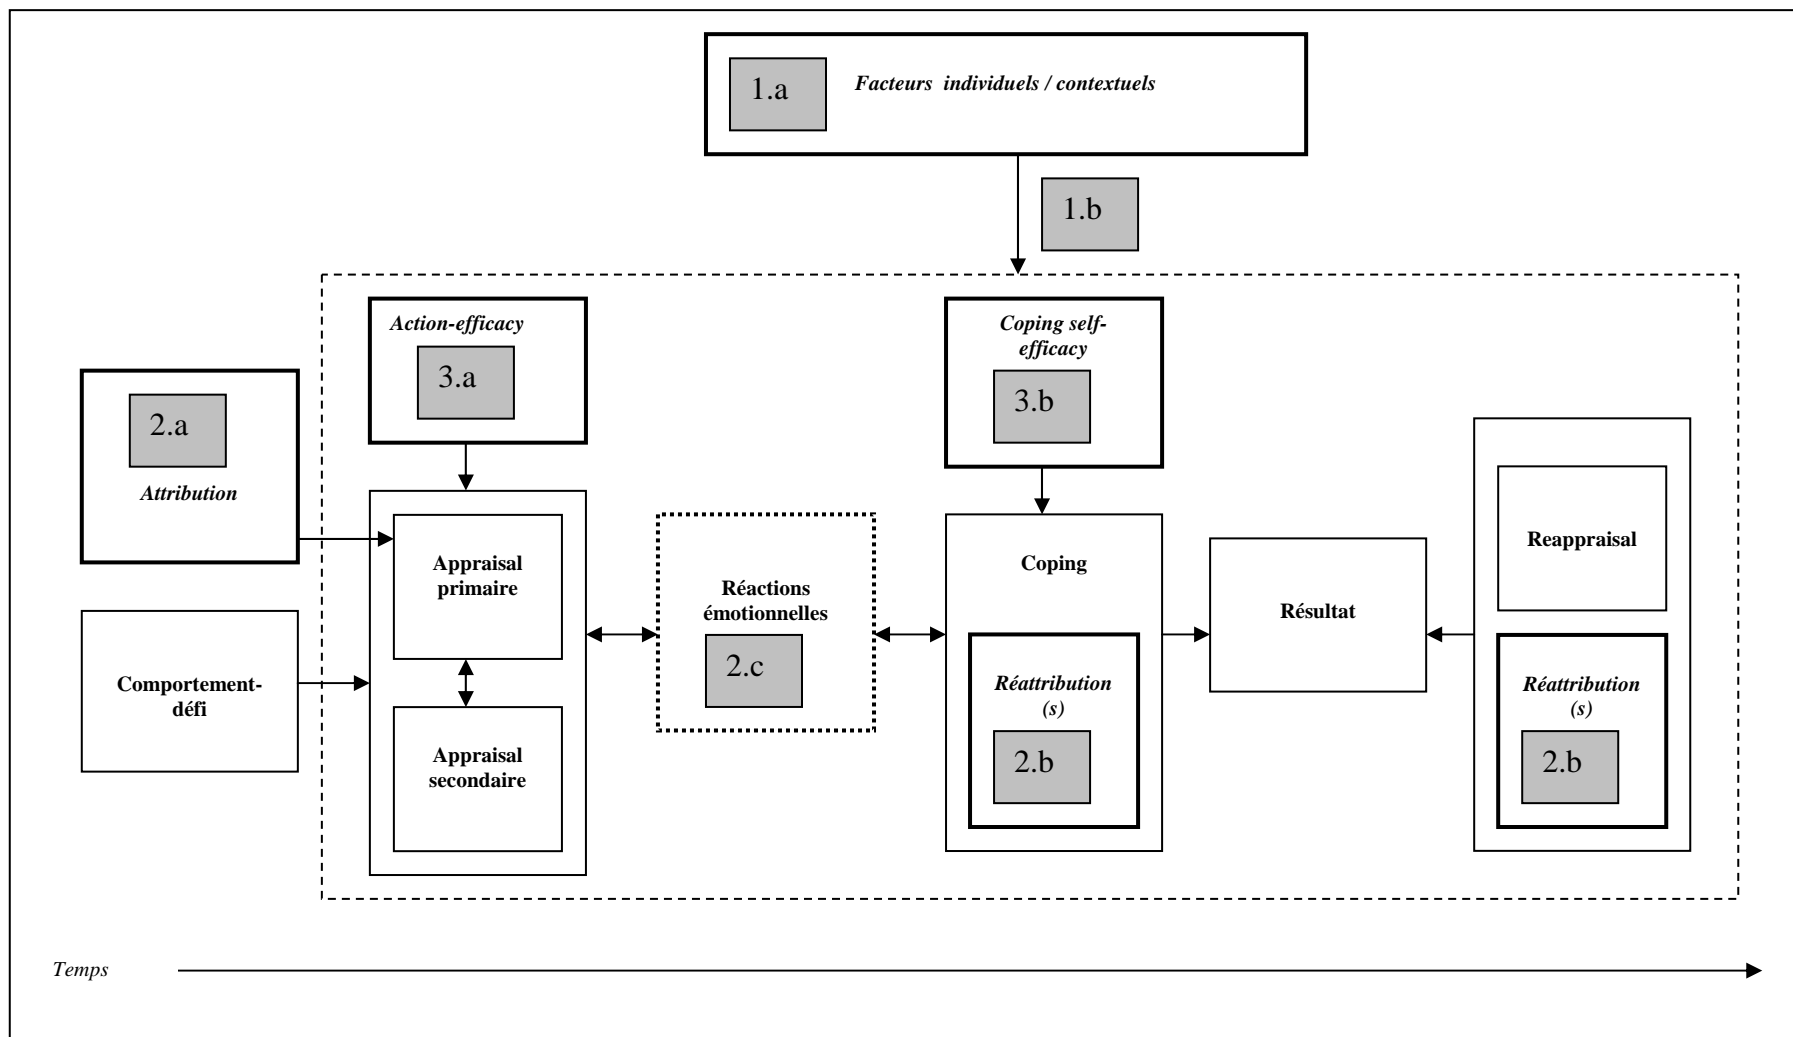 1.a
Facteurs individuels / contextuels
1.b
Action-efficacy
3.a
Coping self-
efficacy
3.b
2.a
Attribution
Appraisal
primaire
Réactions
émotionnelles
2.c
Coping
Résultat
Reappraisal
Comportement-
défi
Appraisal
secondaire
Réattribution
(s)
2.b
Réattribution
(s)
2.b
Temps